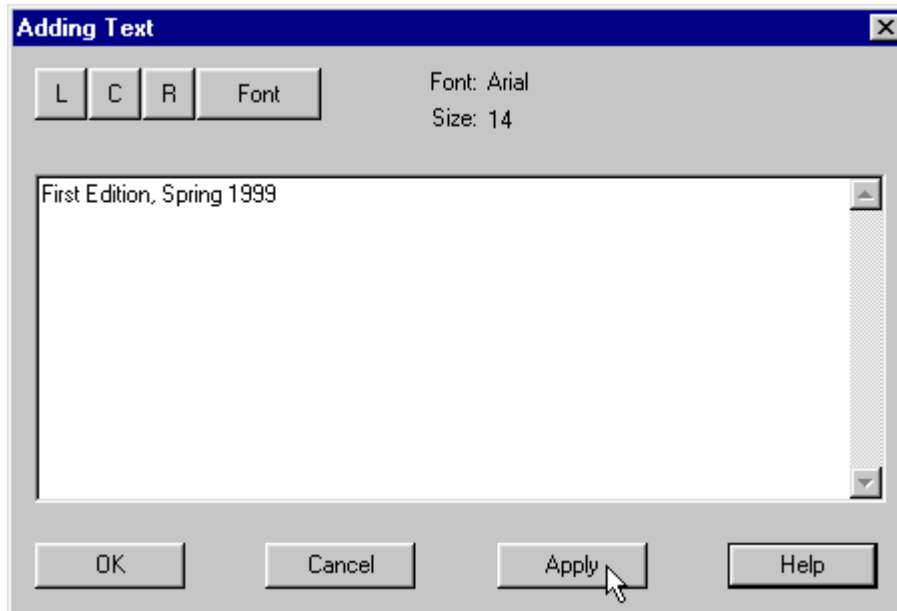 Adding Text
L C R Font
Font: Arial
Size: 14
First Edition, Spring 1999
OK Cancel Apply Help